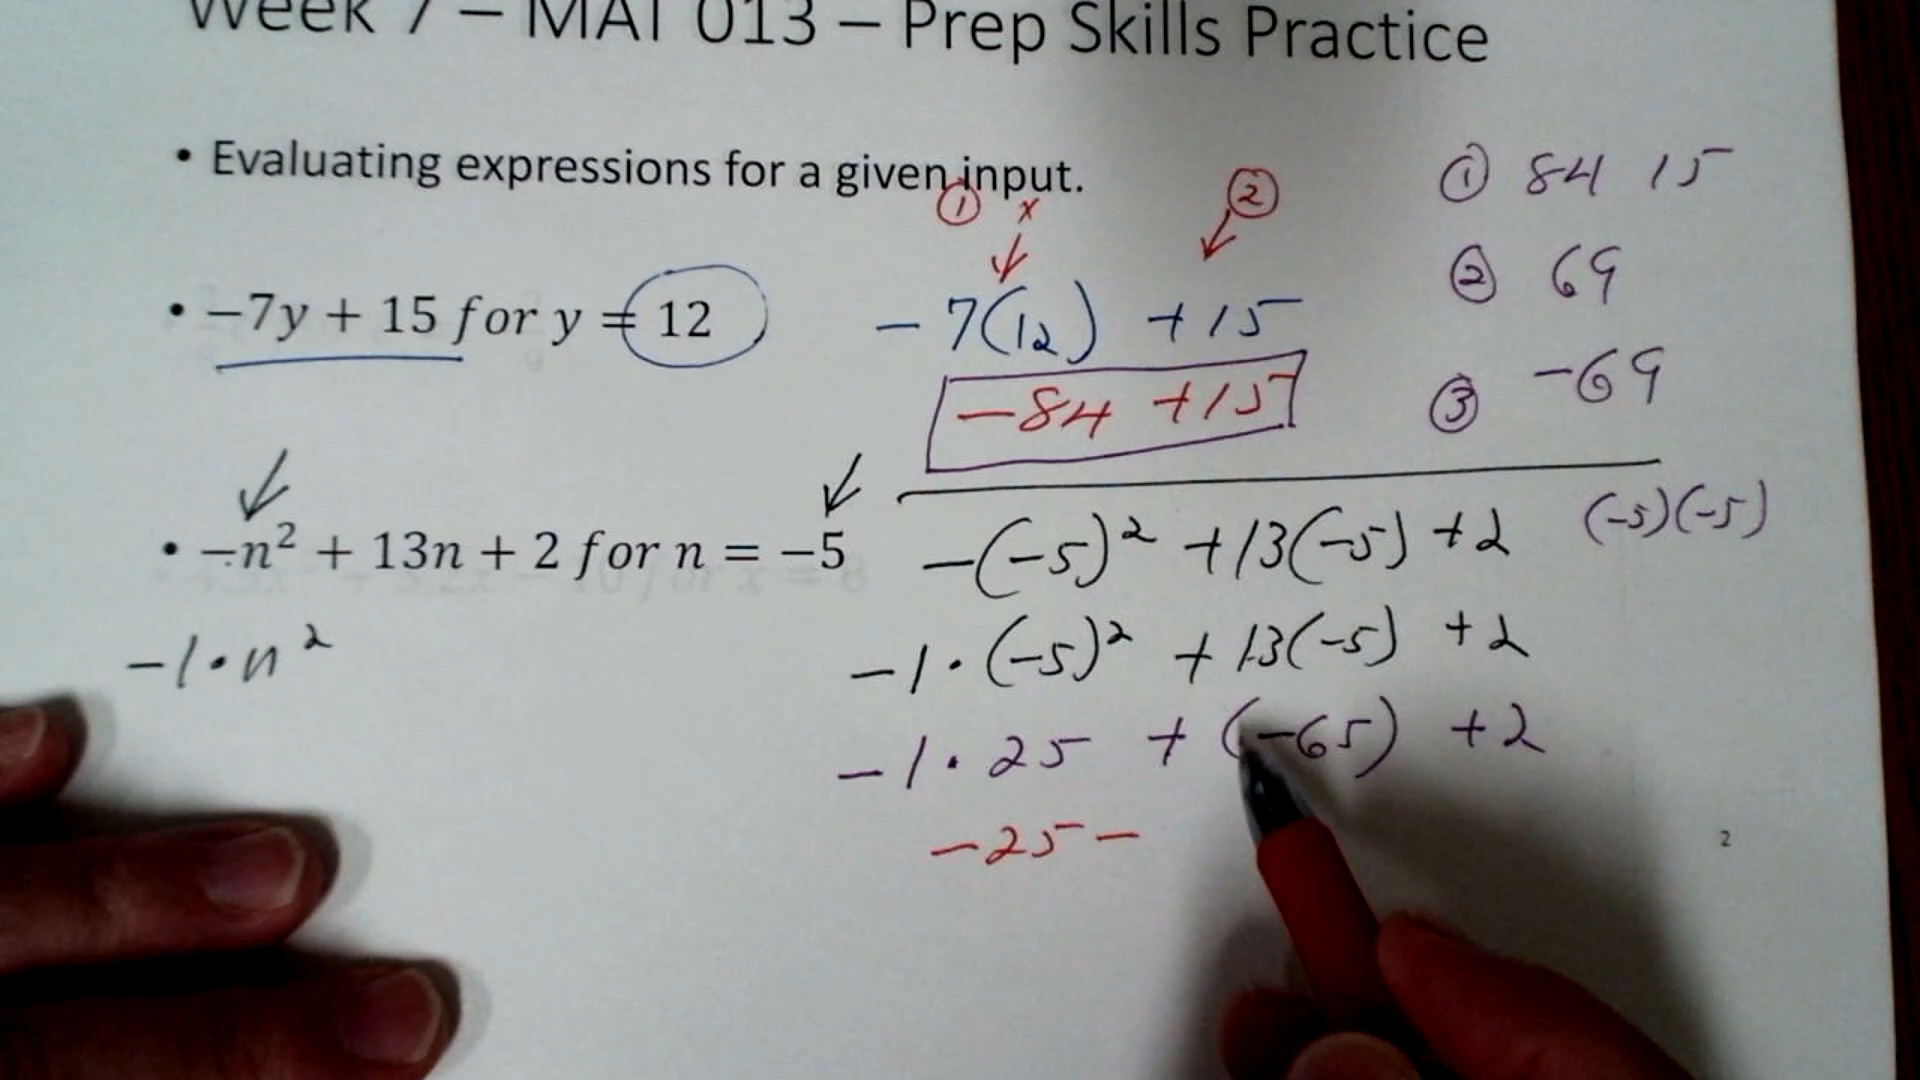 Week 7 – MAT 013 – Prep Skills Practice
• Evaluating expressions for a given input.
① x ②
① 84 15
② 69
③ -69
• −7y + 15 for y = 12
- 7(12) + 15
-84 + 15
• −n² + 13n + 2 for n = −5
-1·n²
-(-5)² + 13(-5) + 2
(-5)(-5)
-1·(-5)² + 13(-5) + 2
-1·25 + (-65) + 2
-25 -
2